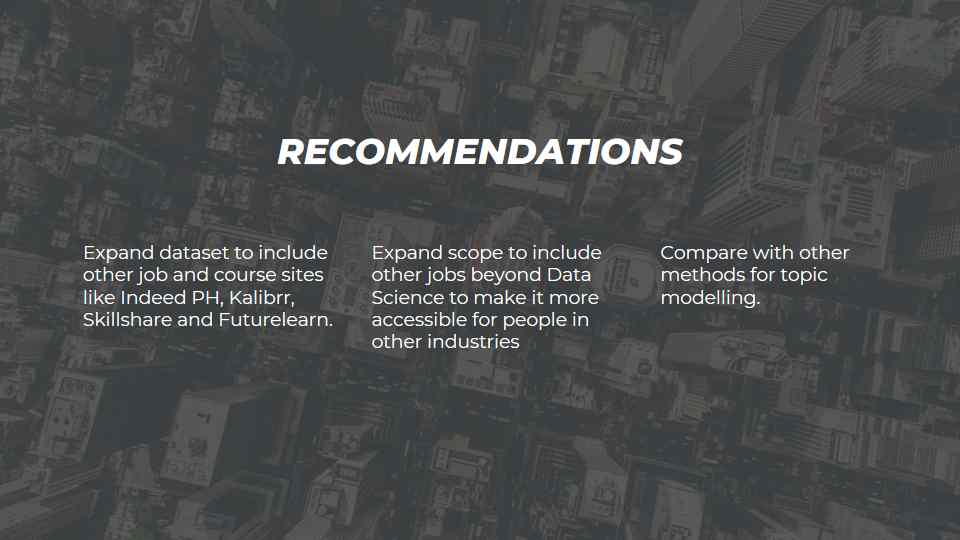 RECOMMENDATIONS
Expand dataset to include
other job and course sites
like Indeed PH, Kalibrr,
Skillshare and Futurelearn.
Expand scope to include
other jobs beyond Data
Science to make it more
accessible for people in
other industries
Compare with other
methods for topic
modelling.